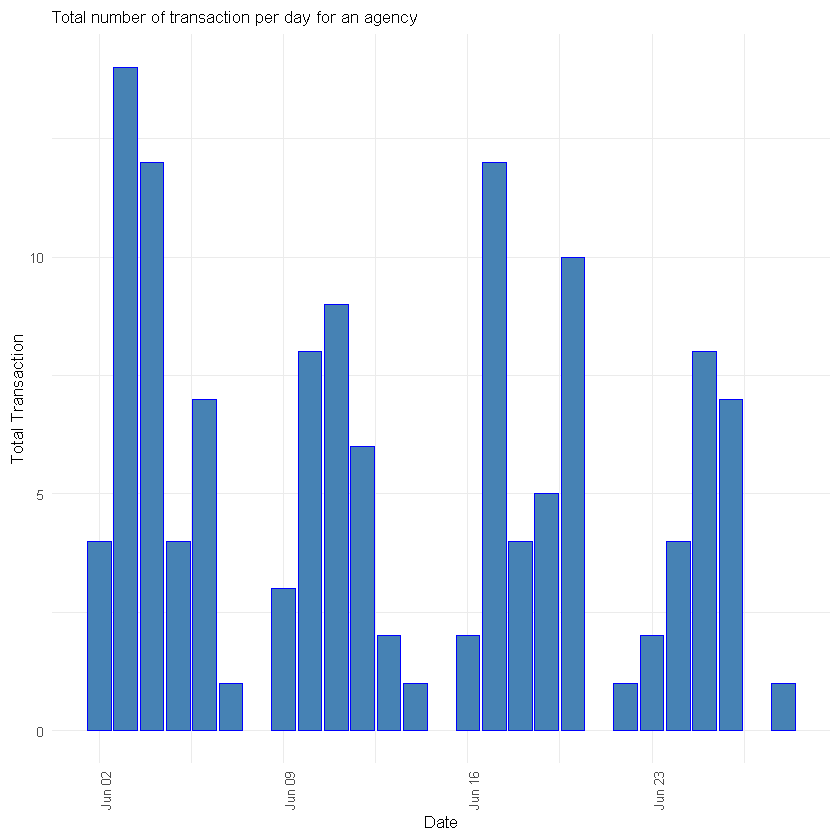 Total number of transaction per day for an agency
10
5
0
Total Transaction
Jun 02
Jun 09
Jun 16
Jun 23
Date